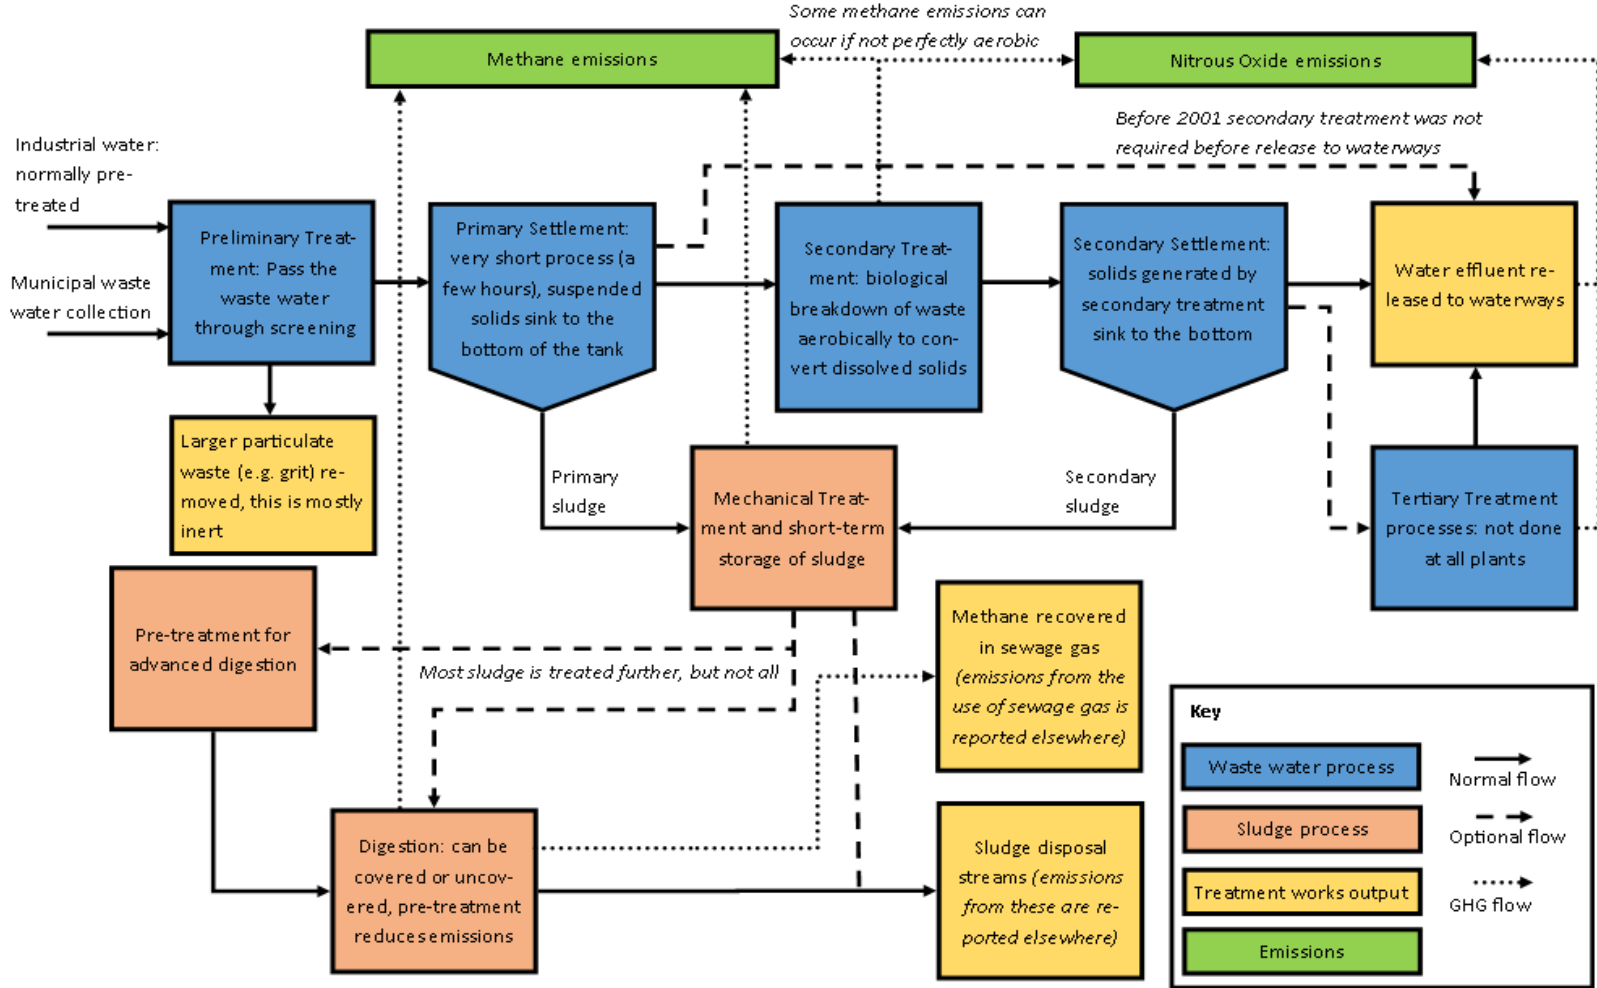 Some methane emissions can
occur if not perfectly aerobic
Methane emissions
Nitrous Oxide emissions
Before 2001 secondary treatment was not
required before release to waterways
Industrial water:
normally pre-
treated
Municipal waste
water collection
Preliminary Treat-
ment: Pass the
waste water
through screening
Primary Settlement:
very short process (a
few hours), suspended
solids sink to the
bottom of the tank
Secondary Treat-
ment: biological
breakdown of waste
aerobically to con-
vert dissolved solids
Secondary Settlement:
solids generated by
secondary treatment
sink to the bottom
Water effluent re-
leased to waterways
Larger particulate
waste (e.g. grit) re-
moved, this is mostly
inert
Primary
sludge
Mechanical Treat-
ment and short-term
storage of sludge
Secondary
sludge
Tertiary Treatment
processes: not done
at all plants
Pre-treatment for
advanced digestion
Most sludge is treated further, but not all
Methane recovered
in sewage gas
(emissions from the
use of sewage gas is
reported elsewhere)
Digestion: can be
covered or uncov-
ered, pre-treatment
reduces emissions
Sludge disposal
streams (emissions
from these are re-
ported elsewhere)
Key
Waste water process
Normal flow
Sludge process
Optional flow
Treatment works output
GHG flow
Emissions